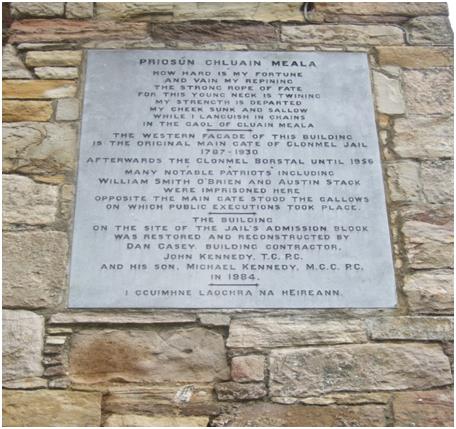 PRIOSÚN CHLUAIN MEALA
HOW HARD IS MY FORTUNE
AND VAIN MY REPINING
THE STRONG ROPE OF FATE
FOR THIS YOUNG NECK IS TWINING
MY STRENGTH IS DEPARTED
MY CHEEK SUNK AND SALLOW
WHILE I LANGUISH IN CHAINS
IN THE GAOL OF CLUAIN MEALA
THE WESTERN FACADE OF THIS BUILDING
IS THE ORIGINAL MAIN GATE OF CLONMEL JAIL
1787-1930
AFTERWARDS THE CLONMEL BORSTAL UNTIL 1956
MANY NOTABLE PATRIOTS INCLUDING
WILLIAM SMITH O'BRIEN AND AUSTIN STACK
WERE IMPRISONED HERE
OPPOSITE THE MAIN GATE STOOD THE GALLOWS
ON WHICH PUBLIC EXECUTIONS TOOK PLACE.
THE BUILDING
ON THE SITE OF THE JAIL'S ADMISSION BLOCK
WAS RESTORED AND RECONSTRUCTED BY
DAN CASEY, BUILDING CONTRACTOR,
JOHN KENNEDY, T.C. P.C.
AND HIS SON, MICHAEL KENNEDY, M.C.C. P.C.
IN 1984.
I GCUIMHNE LAOCHRA NA HÉIREANN.